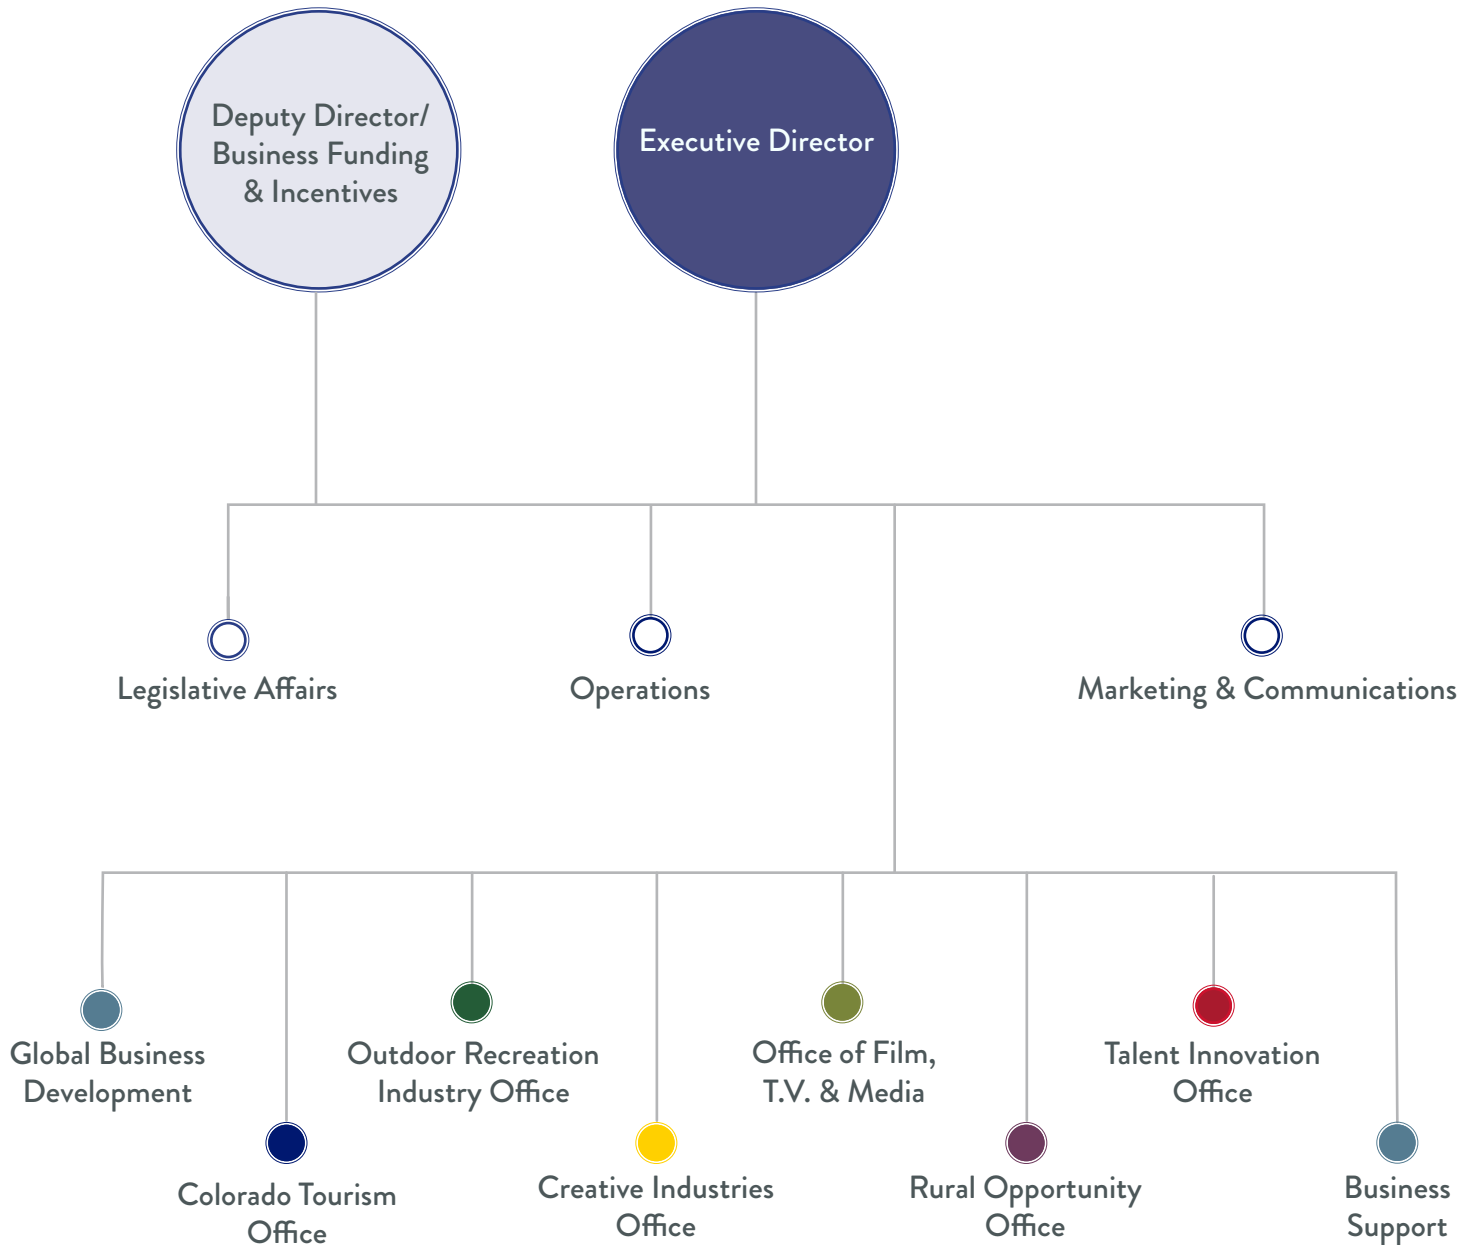 Deputy Director/
Business Funding
& Incentives
Executive Director
Legislative Affairs
Operations
Marketing & Communications
Global Business
Development
Outdoor Recreation
Industry Office
Office of Film,
T.V. & Media
Talent Innovation
Office
Colorado Tourism
Office
Creative Industries
Office
Rural Opportunity
Office
Business
Support